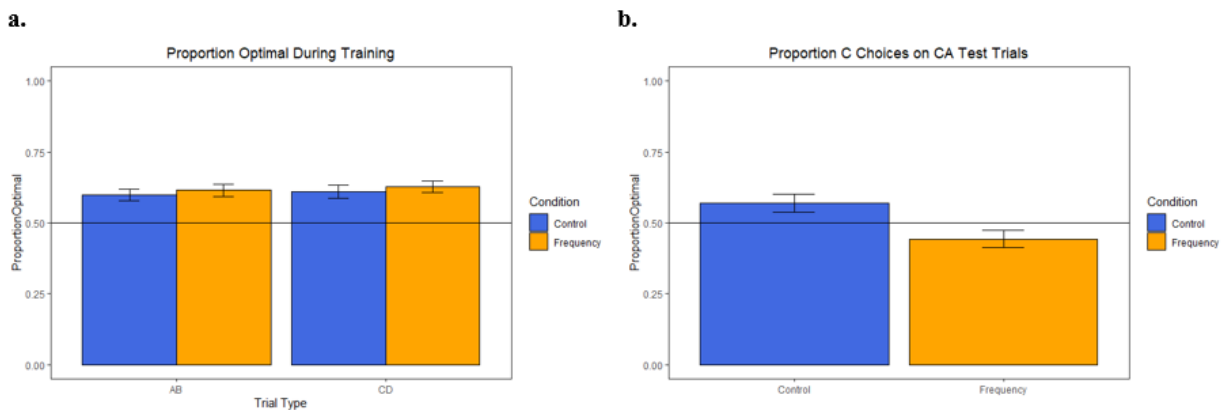 a.
Proportion Optimal During Training
1.00
0.75
0.50
0.25
0.00
ProportionOptimal
AB
CD
Trial Type
Condition
Control
Frequency
b.
Proportion C Choices on CA Test Trials
1.00
0.75
0.50
0.25
0.00
ProportionOptimal
Control
Frequency
Condition
Control
Frequency